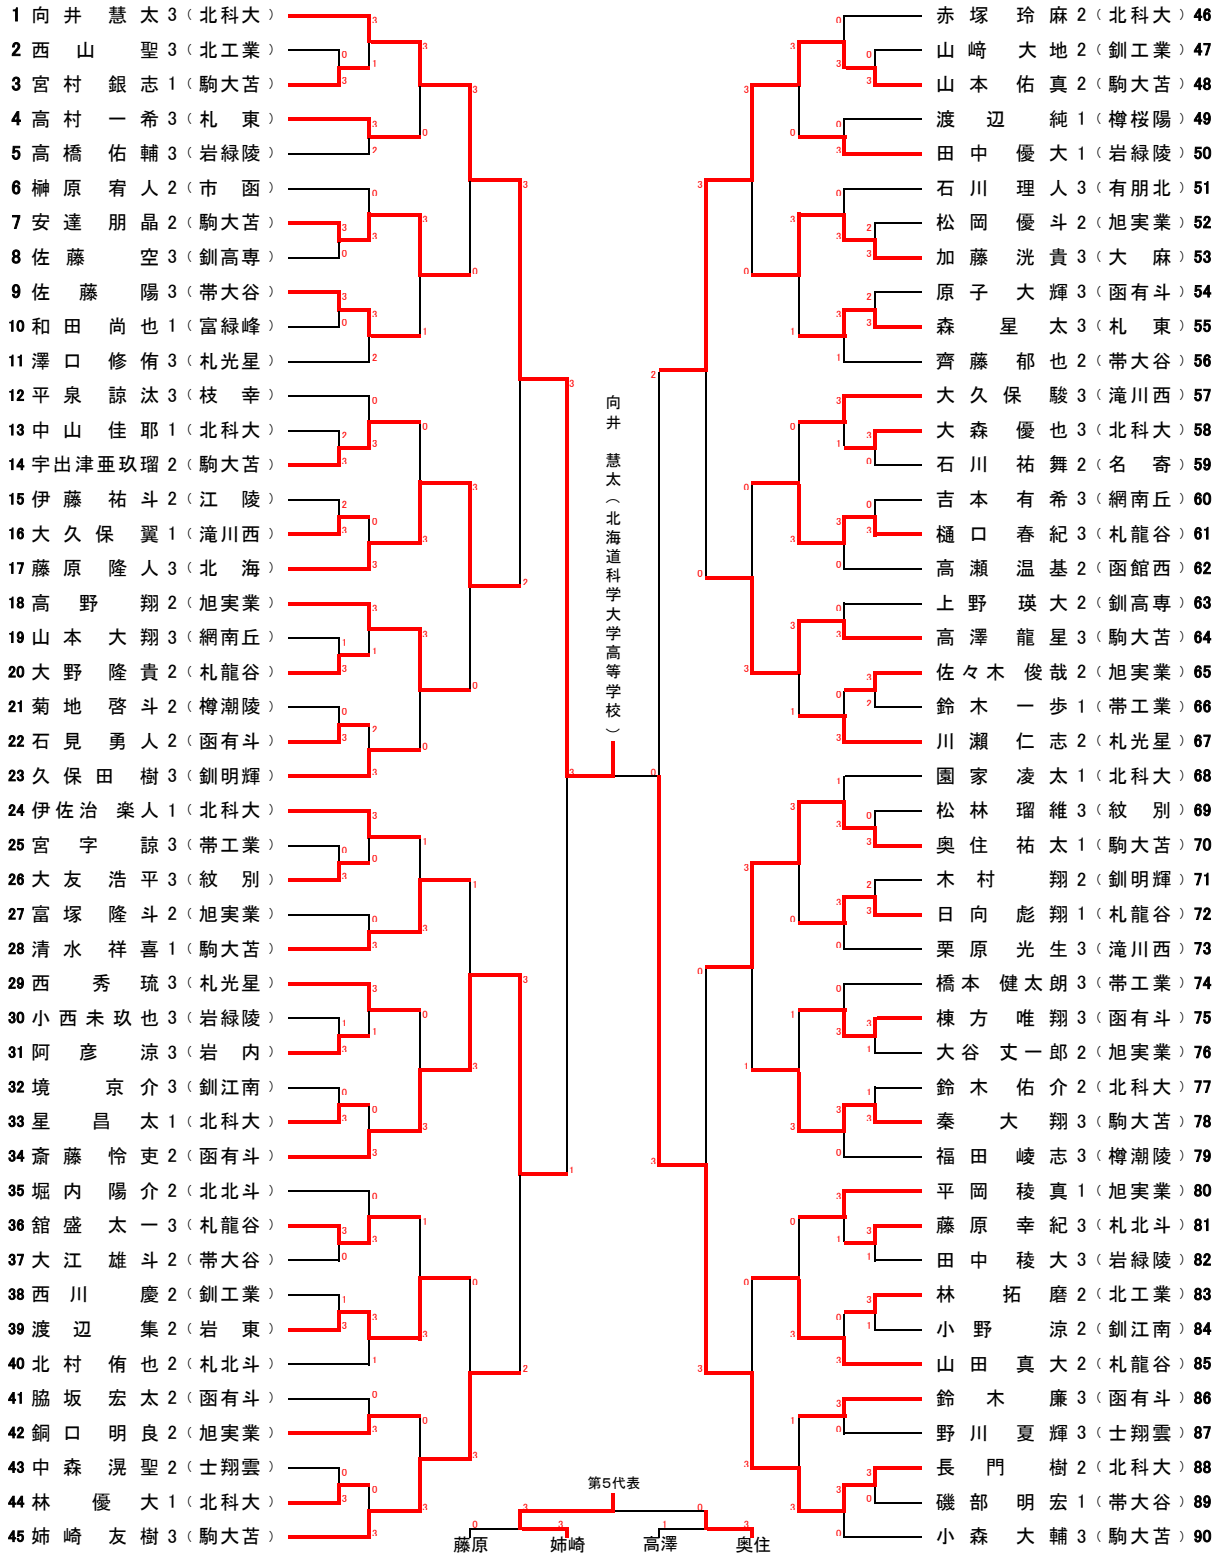 1 向井 慧太 3（北科大）
2 西山 聖 3（北工業）
3 宮村 銀志 1（駒大苫）
4 高村 一希 3（札東）
5 高橋 佑輔 3（岩緑陵）
6 榊原 宥人 2（市函）
7 安達 朋晶 2（駒大苫）
8 佐藤 空 3（釧高専）
9 佐藤 陽 3（帯大谷）
10 和田 尚也 1（富緑峰）
11 澤口 修侑 3（札光星）
12 平泉 諒汰 3（枝幸）
13 中山 佳耶 1（北科大）
14 宇出津亜玖瑠 2（駒大苫）
15 伊藤 祐斗 2（江陵）
16 大久保 翼 1（滝川西）
17 藤原 隆人 3（北海）
18 高野 翔 2（旭実業）
19 山本 大翔 3（網南丘）
20 大野 隆貴 2（札龍谷）
21 菊地 啓斗 2（樽潮陵）
22 石見 勇人 2（函有斗）
23 久保田 樹 3（釧明輝）
24 伊佐治 楽人 1（北科大）
25 宮字 諒 3（帯工業）
26 大友 浩平 3（紋別）
27 富塚 隆斗 2（旭実業）
28 清水 祥喜 1（駒大苫）
29 西 秀琉 3（札光星）
30 小西未玖也 3（岩緑陵）
31 阿彦 涼 3（岩内）
32 境 京介 3（釧江南）
33 星 昌太 1（北科大）
34 斎藤 怜吏 2（函有斗）
35 堀内 陽介 2（北北斗）
36 舘盛 太一 3（札龍谷）
37 大江 雄斗 2（帯大谷）
38 西川 慶 2（釧工業）
39 渡辺 集 2（岩東）
40 北村 侑也 2（札北斗）
41 脇坂 宏太 2（函有斗）
42 銅口 明良 2（旭実業）
43 中森 滉聖 2（士翔雲）
44 林 優大 1（北科大）
45 姉崎 友樹 3（駒大苫）
向井 慧太（北海道科学大学高等学校）
第5代表
藤原 姉崎 高澤 奥住
赤塚 玲麻 2（北科大）46
山﨑 大地 2（釧工業）47
山本 佑真 2（駒大苫）48
渡辺 純 1（樽桜陽）49
田中 優大 1（岩緑陵）50
石川 理人 3（有朋北）51
松岡 優斗 2（旭実業）52
加藤 洸貴 3（大麻）53
原子 大輝 3（函有斗）54
森 星太 3（札東）55
齊藤 郁也 2（帯大谷）56
大久保 駿 3（滝川西）57
大森 優也 3（北科大）58
石川 祐舞 2（名寄）59
吉本 有希 3（網南丘）60
樋口 春紀 3（札龍谷）61
高瀬 温基 2（函館西）62
上野 瑛大 2（釧高専）63
高澤 龍星 3（駒大苫）64
佐々木 俊哉 2（旭実業）65
鈴木 一歩 1（帯工業）66
川瀬 仁志 2（札光星）67
園家 凌太 1（北科大）68
松林 瑠維 3（紋別）69
奥住 祐太 1（駒大苫）70
木村 翔 2（釧明輝）71
日向 彪翔 1（札龍谷）72
栗原 光生 3（滝川西）73
橋本 健太朗 3（帯工業）74
棟方 唯翔 3（函有斗）75
大谷 丈一郎 2（旭実業）76
鈴木 佑介 2（北科大）77
秦 大翔 3（駒大苫）78
福田 崚志 3（樽潮陵）79
平岡 稜真 1（旭実業）80
藤原 幸紀 3（札北斗）81
田中 稜大 3（岩緑陵）82
林 拓磨 2（北工業）83
小野 涼 2（釧江南）84
山田 真大 2（札龍谷）85
鈴木 廉 3（函有斗）86
野川 夏輝 3（士翔雲）87
長門 樹 2（北科大）88
磯部 明宏 1（帯大谷）89
小森 大輔 3（駒大苫）90